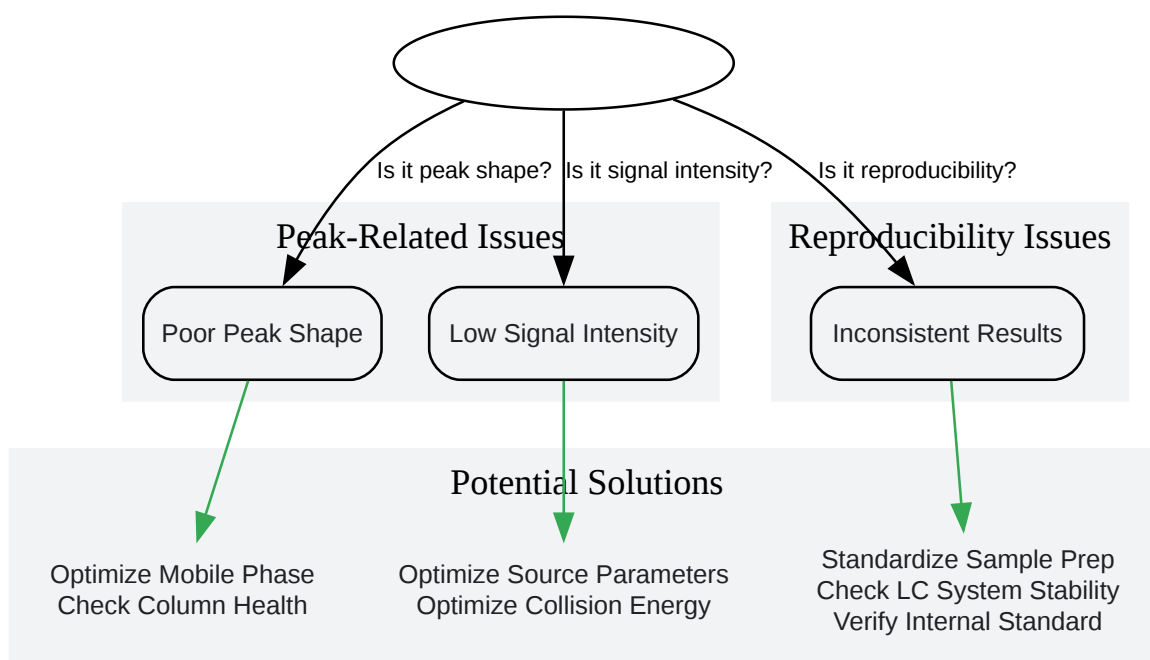 Is it peak shape?
Is it signal intensity?
Is it reproducibility?
Peak-Related Issues
Reproducibility Issues
Poor Peak Shape
Low Signal Intensity
Inconsistent Results
Potential Solutions
Optimize Mobile Phase
Check Column Health
Optimize Source Parameters
Optimize Collision Energy
Standardize Sample Prep
Check LC System Stability
Verify Internal Standard